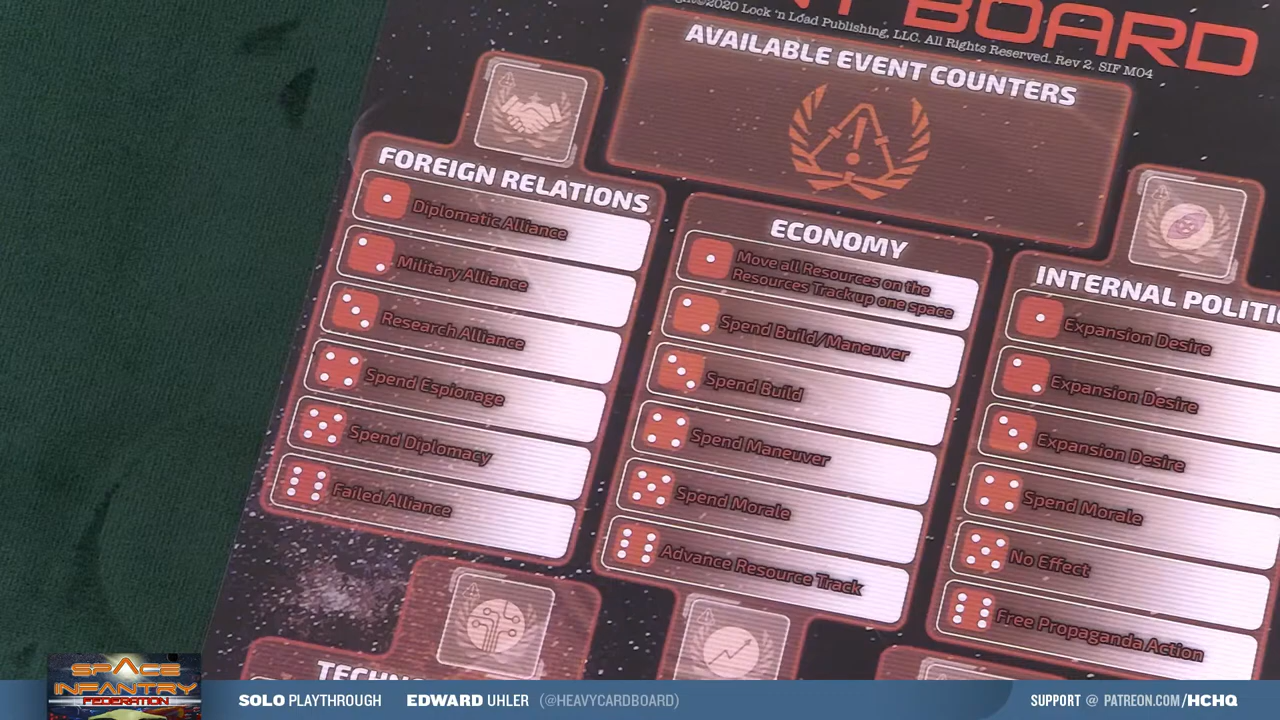 BOARD
©2020 Lock 'n Load Publishing, LLC. All Rights Reserved. Rev 2. SIF M04
AVAILABLE EVENT COUNTERS
FOREIGN RELATIONS
Diplomatic Alliance
Military Alliance
Research Alliance
Spend Espionage
Spend Diplomacy
Failed Alliance
ECONOMY
Move all Resources on the
Resources Track up one space
Spend Build/Maneuver
Spend Build
Spend Maneuver
Spend Morale
Advance Resource Track
INTERNAL POLITI
Expansion Desire
Expansion Desire
Expansion Desire
Spend Morale
No Effect
Free Propaganda Action
TECHN
SPACE
INFANTRY
FEDERATION
SOLO PLAYTHROUGH
EDWARD UHLER (@HEAVYCARDBOARD)
SUPPORT @ PATREON.COM/HCHQ